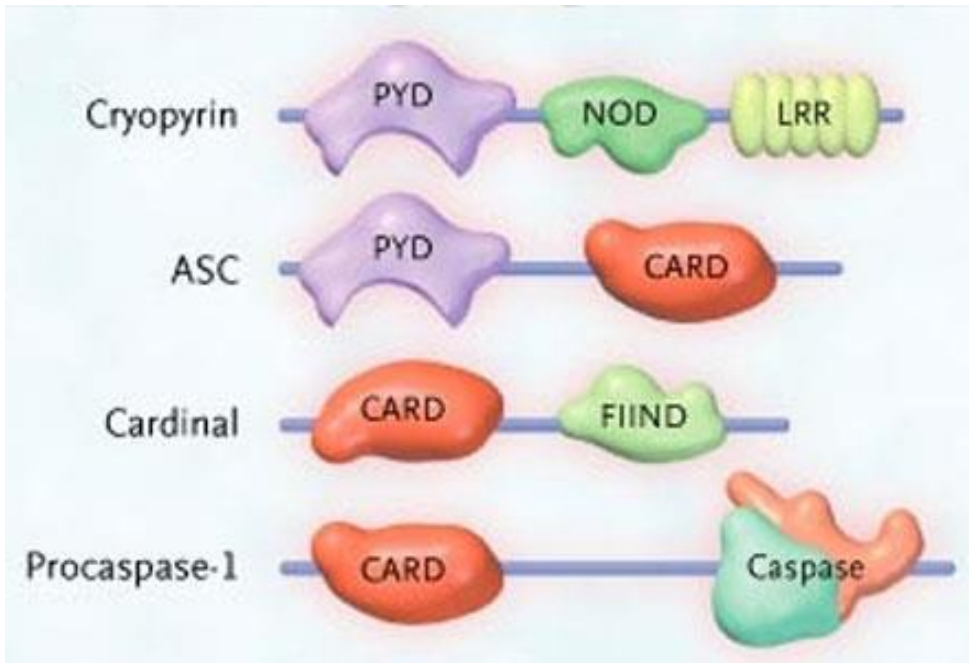 Cryopyrin PYD NOD LRR
ASC PYD CARD
Cardinal CARD FIIND
Procaspase-1 CARD Caspase